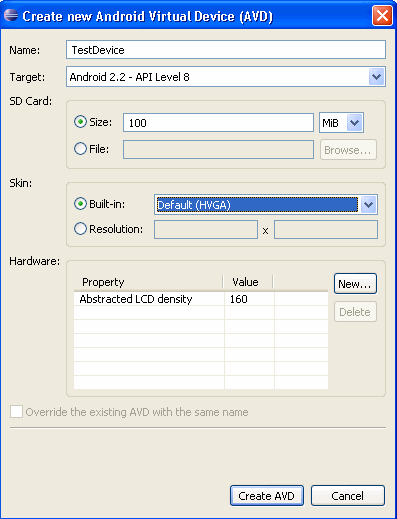 Create new Android Virtual Device (AVD)
Name: TestDevice
Target: Android 2.2 - API Level 8
SD Card:
Size: 100 MiB
File: Browse...
Skin:
Built-in: Default (HVGA)
Resolution: x
Hardware:
Property Value New...
Abstracted LCD density 160
Delete
Override the existing AVD with the same name
Create AVD Cancel